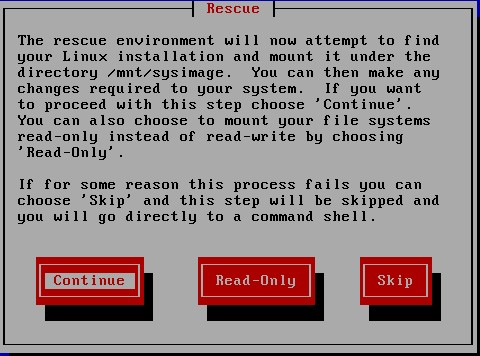 Rescue
The rescue environment will now attempt to find
your Linux installation and mount it under the
directory /mnt/sysimage.  You can then make any
changes required to your system.  If you want
to proceed with this step choose 'Continue'.
You can also choose to mount your file systems
read-only instead of read-write by choosing
'Read-Only'.
If for some reason this process fails you can
choose 'Skip' and this step will be skipped and
you will go directly to a command shell.
Continue Read-Only Skip